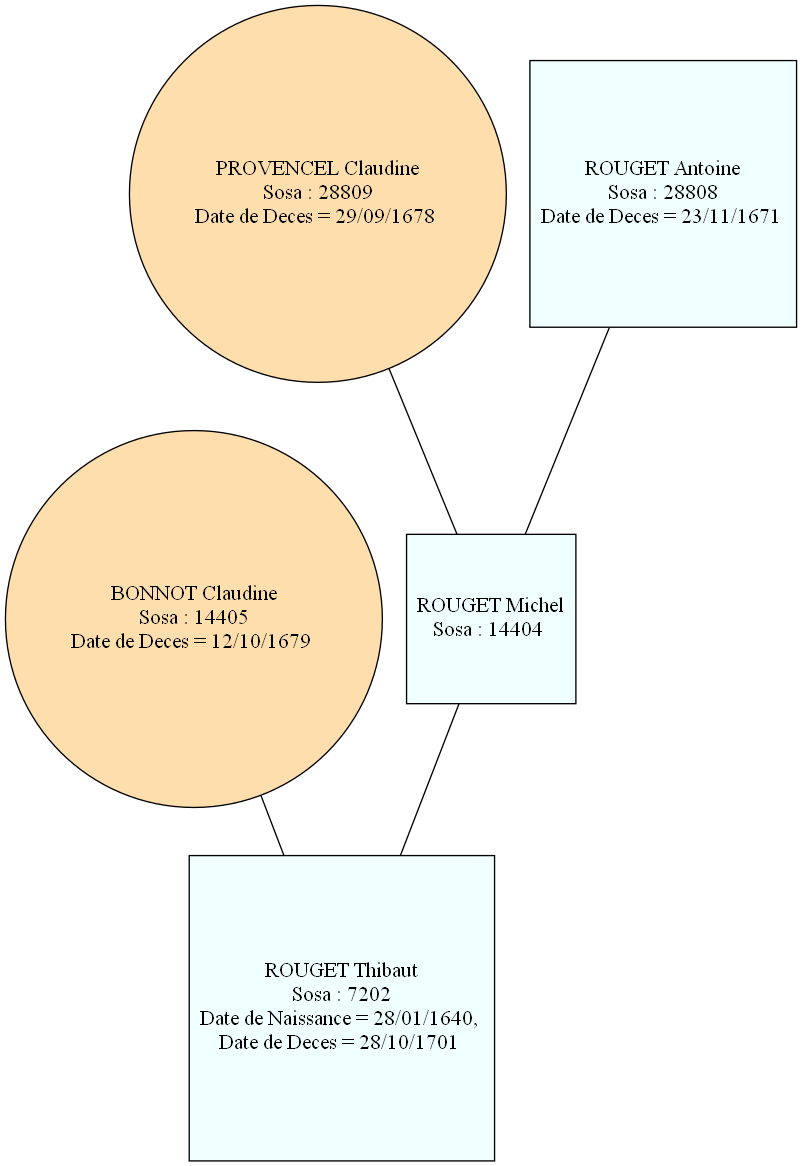 PROVENCEL Claudine
Sosa : 28809
Date de Deces = 29/09/1678
ROUGET Antoine
Sosa : 28808
Date de Deces = 23/11/1671
BONNOT Claudine
Sosa : 14405
Date de Deces = 12/10/1679
ROUGET Michel
Sosa : 14404
ROUGET Thibaut
Sosa : 7202
Date de Naissance = 28/01/1640,
Date de Deces = 28/10/1701